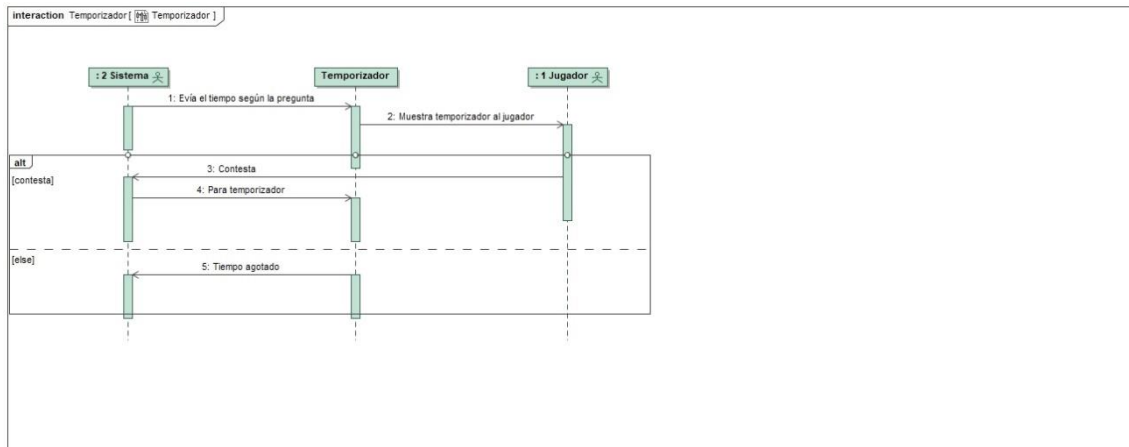 interaction Temporizador [ Temporizador ]
: 2 Sistema
Temporizador
: 1 Jugador
1: Evía el tiempo según la pregunta
2: Muestra temporizador al jugador
alt
3: Contesta
[contesta]
4: Para temporizador
[else]
5: Tiempo agotado